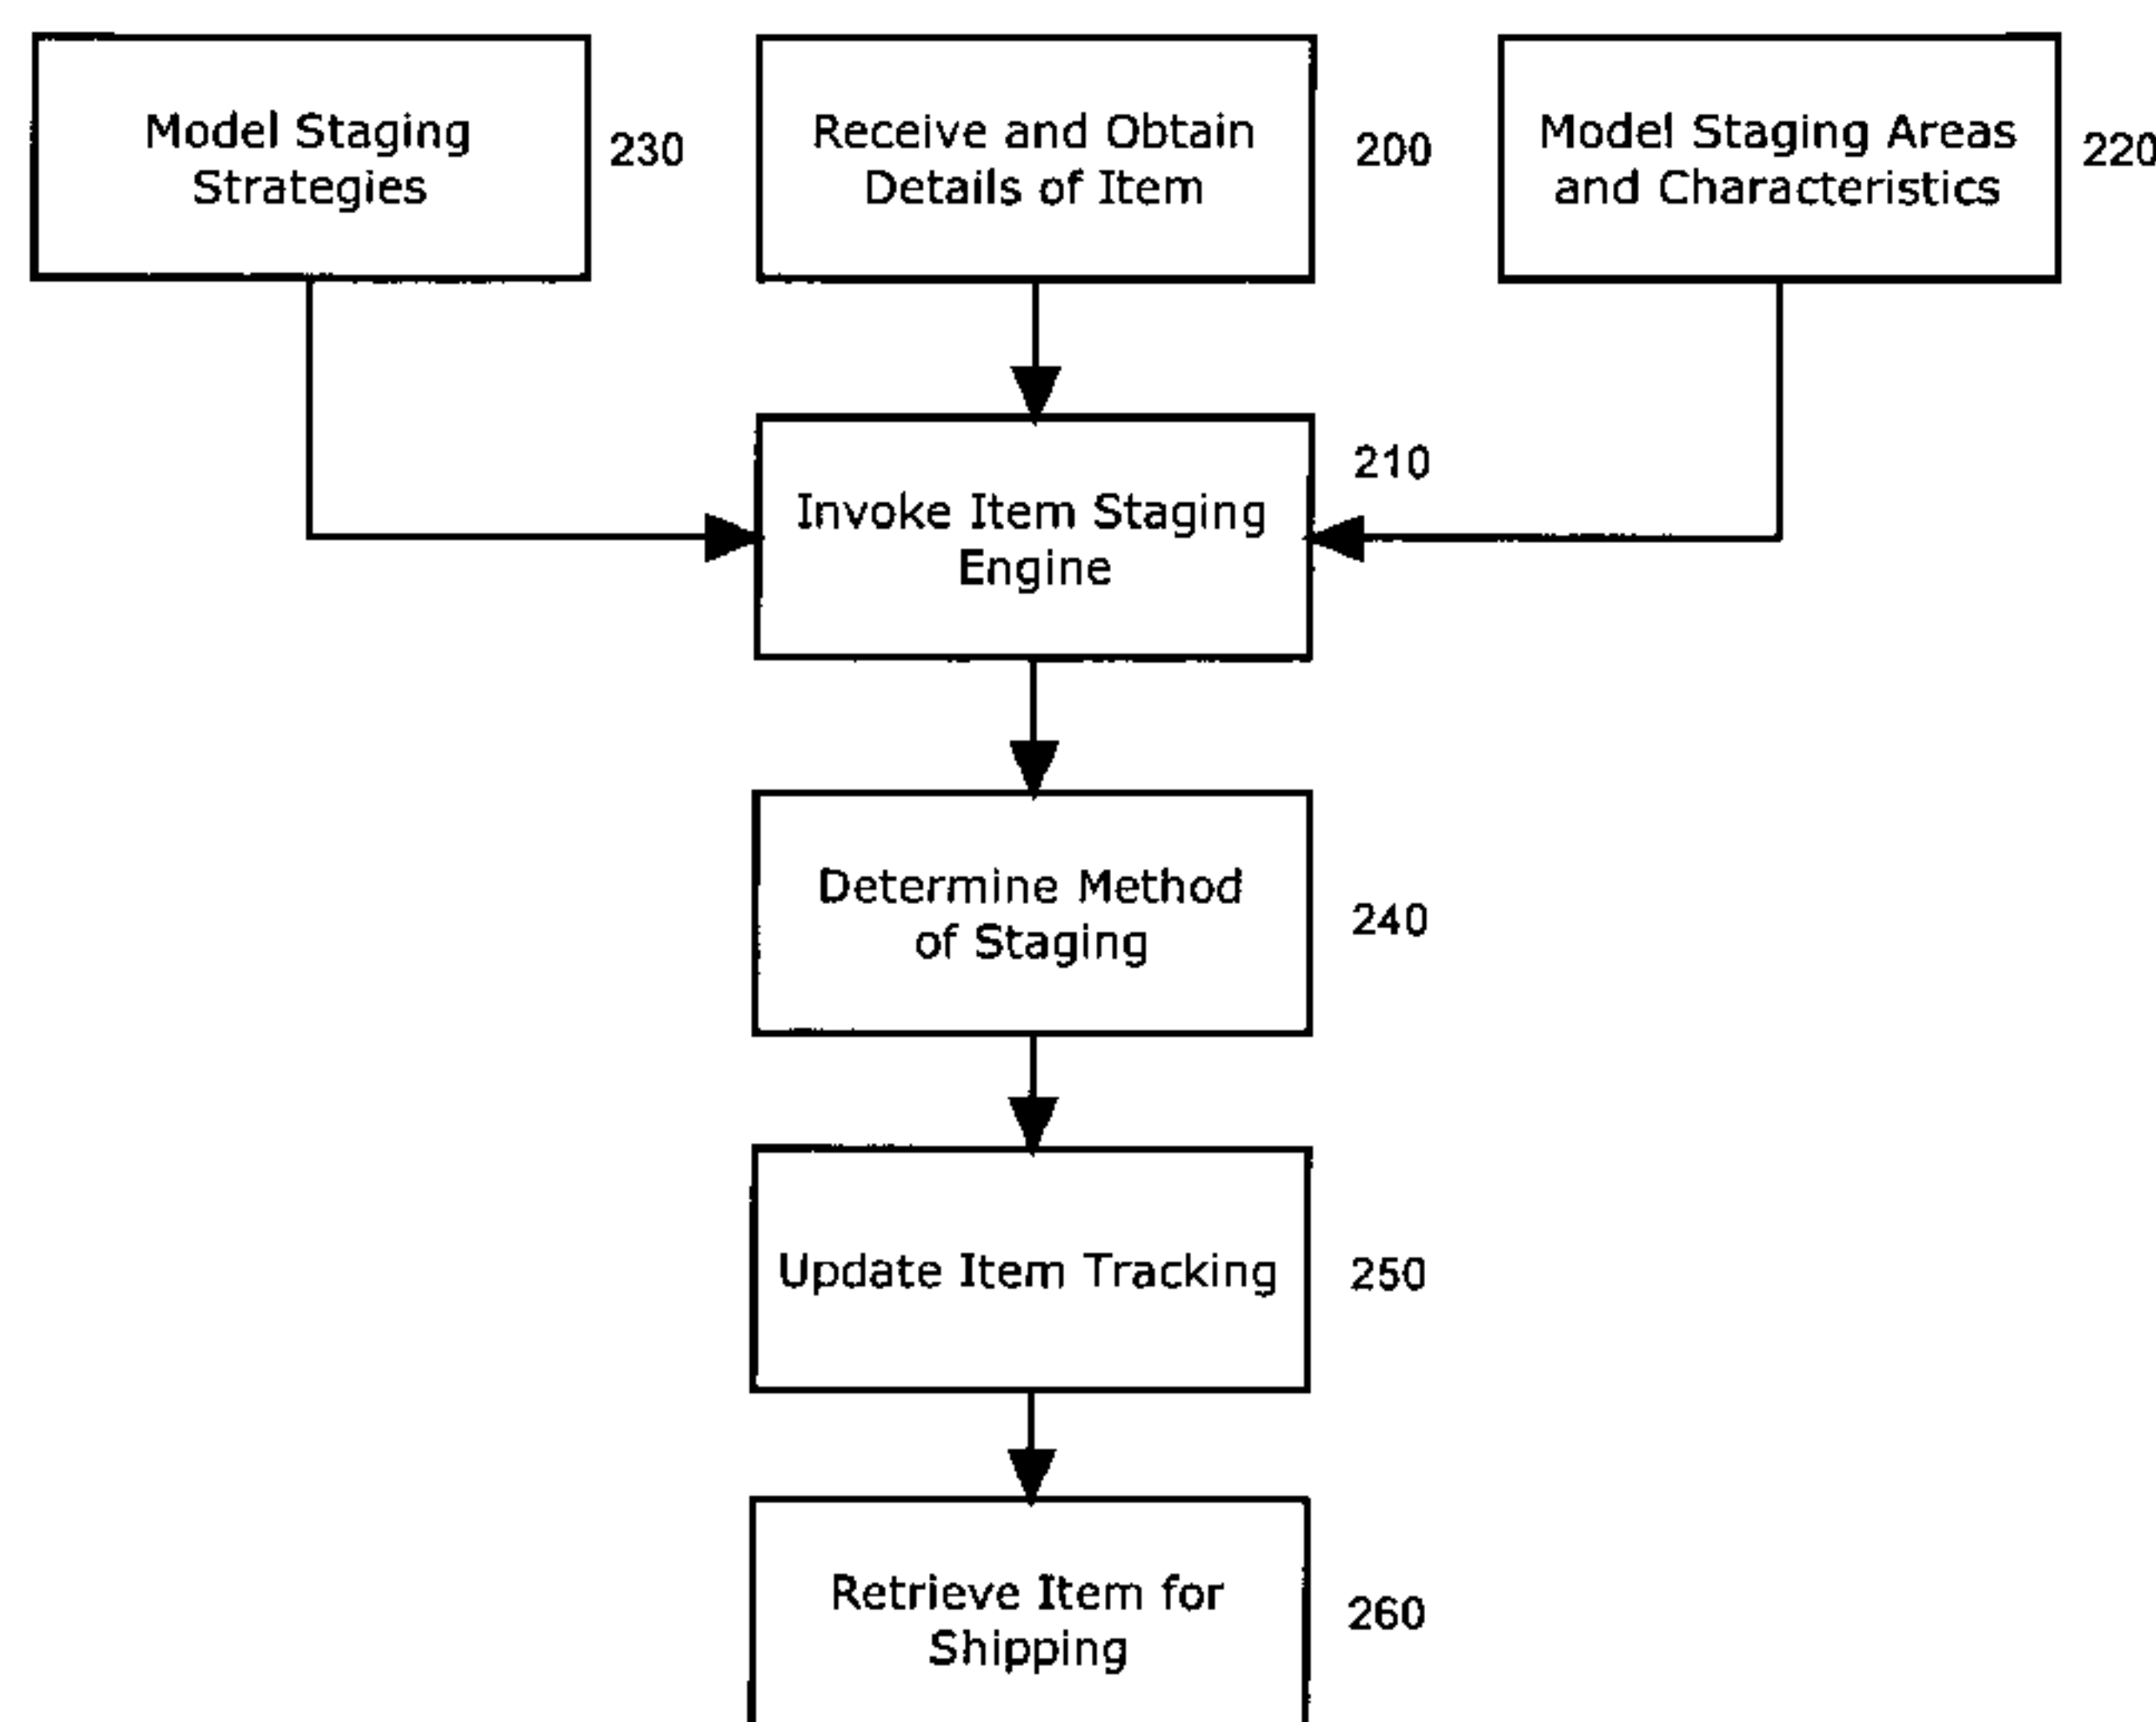 Model Staging
Strategies
230
Receive and Obtain
Details of Item
200
Model Staging Areas
and Characteristics
220
Invoke Item Staging
Engine
210
Determine Method
of Staging
240
Update Item Tracking
250
Retrieve Item for
Shipping
260